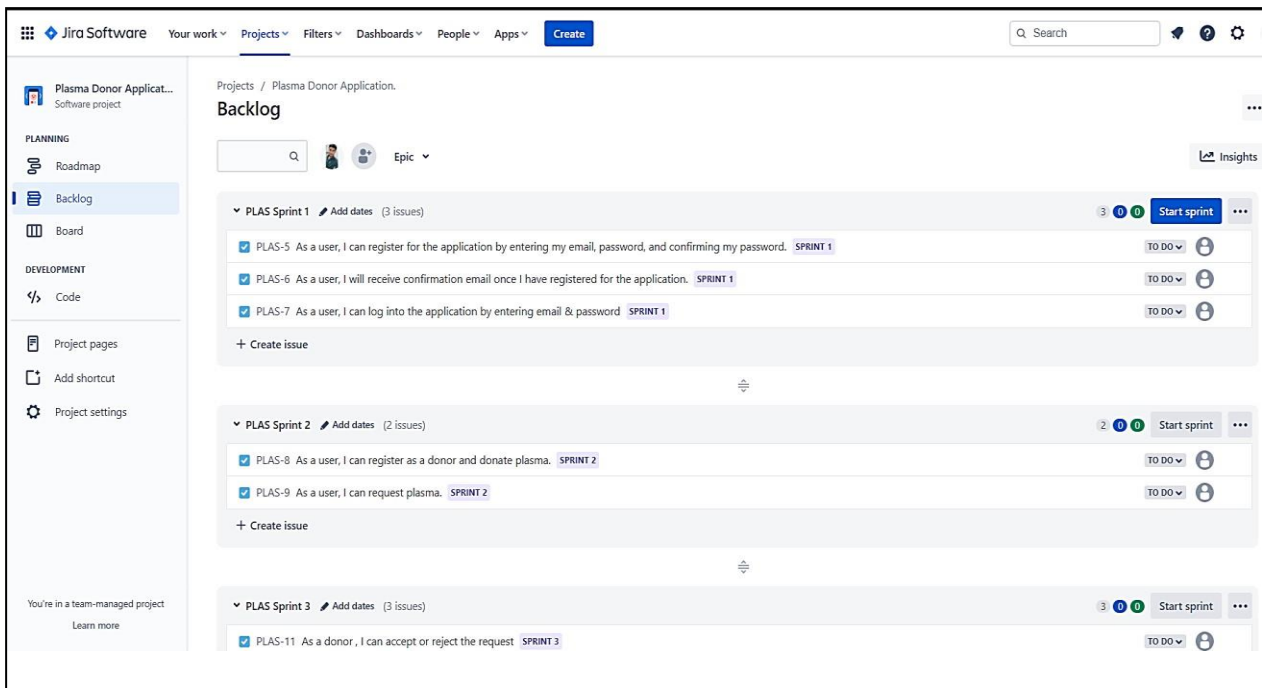 Jira Software Your work Projects Filters Dashboards People Apps Create Search
Plasma Donor Applicat...
Software project
PLANNING
Roadmap
Backlog
Board
DEVELOPMENT
Code
Project pages
Add shortcut
Project settings
You're in a team-managed project
Learn more
Projects / Plasma Donor Application.
Backlog
Epic
Insights
PLAS Sprint 1 Add dates (3 issues) 3 0 0 Start sprint
PLAS-5 As a user, I can register for the application by entering my email, password, and confirming my password. SPRINT 1 TO DO
PLAS-6 As a user, I will receive confirmation email once I have registered for the application. SPRINT 1 TO DO
PLAS-7 As a user, I can log into the application by entering email & password SPRINT 1 TO DO
+ Create issue
PLAS Sprint 2 Add dates (2 issues) 2 0 0 Start sprint
PLAS-8 As a user, I can register as a donor and donate plasma. SPRINT 2 TO DO
PLAS-9 As a user, I can request plasma. SPRINT 2 TO DO
+ Create issue
PLAS Sprint 3 Add dates (3 issues) 3 0 0 Start sprint
PLAS-11 As a donor , I can accept or reject the request SPRINT 3 TO DO